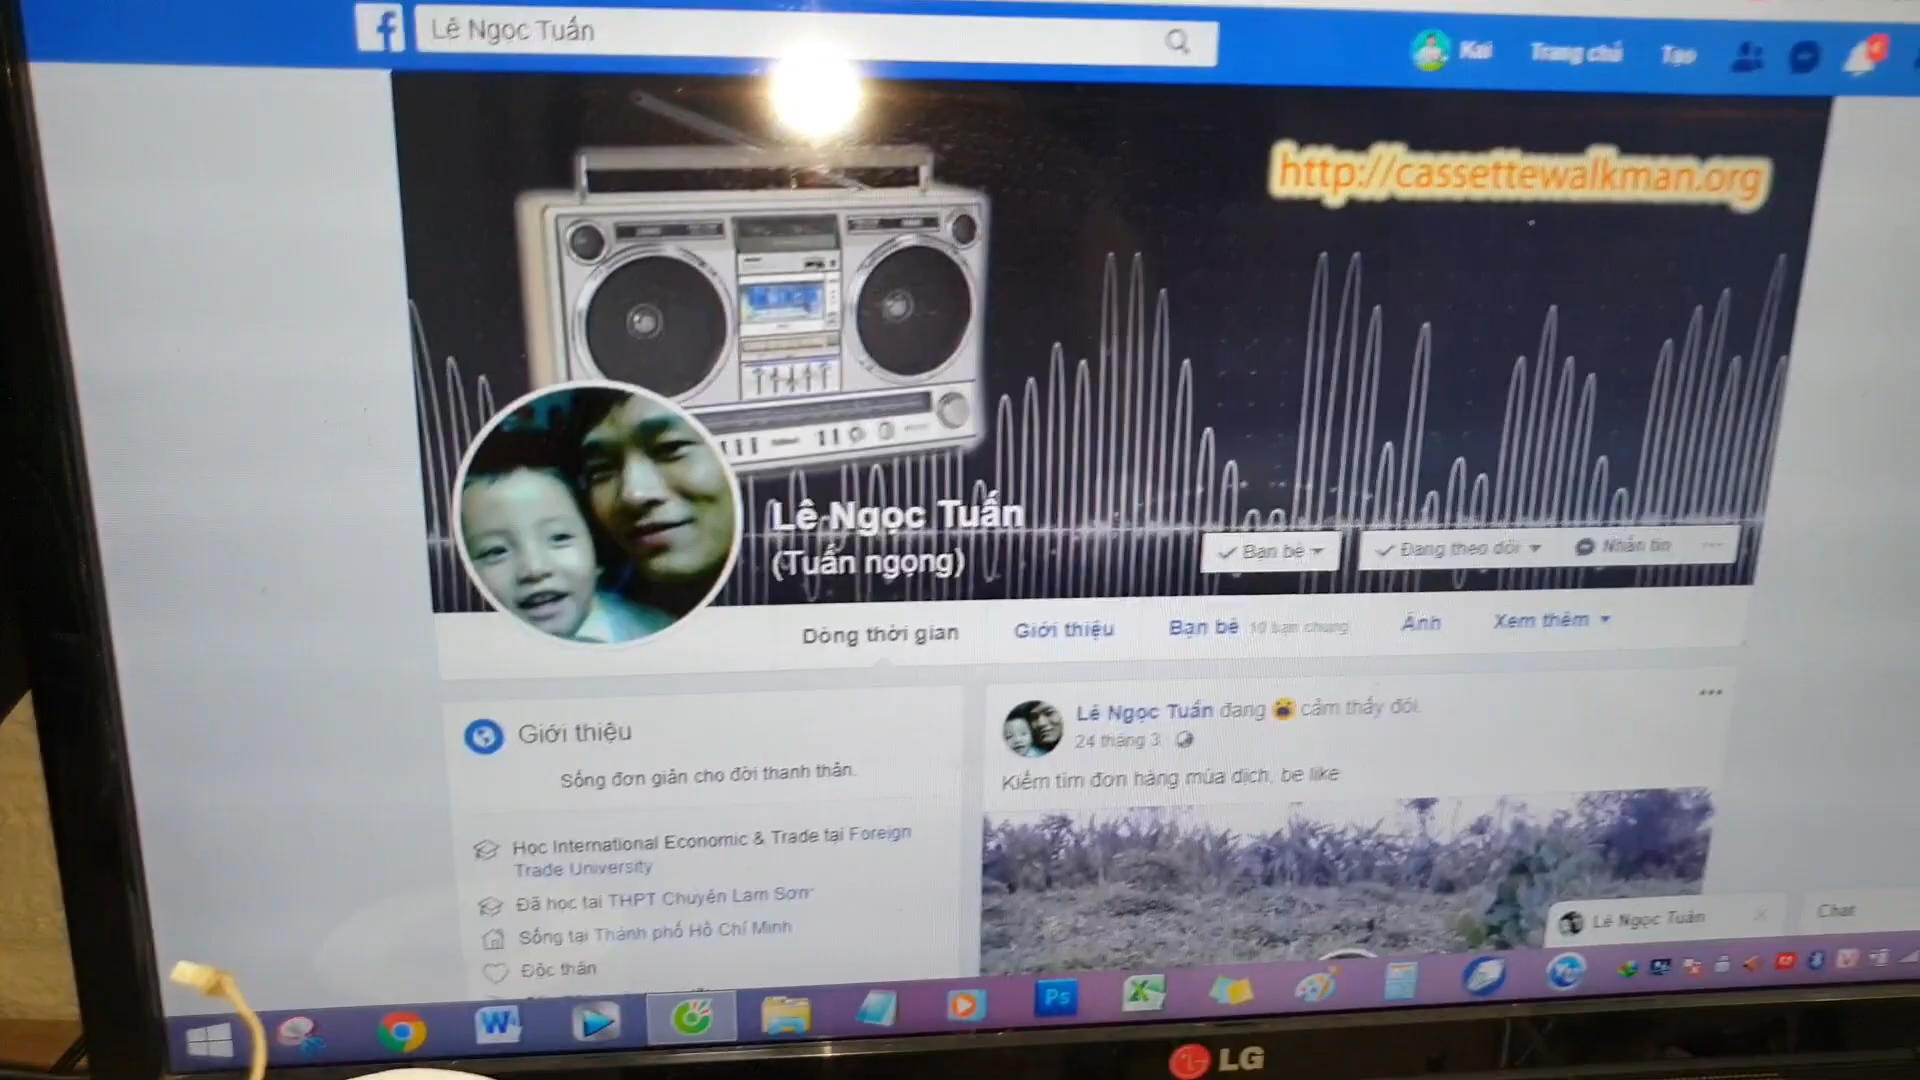 Lê Ngọc Tuấn
Kai Trang chủ Tạo
http://cassettewalkman.org
Lê Ngọc Tuấn
(Tuấn ngọng)
Bạn bè Đang theo dõi Nhắn tin
Dòng thời gian Giới thiệu Bạn bè 10 bạn chung Ảnh Xem thêm
Giới thiệu
Sống đơn giản cho đời thanh thản.
Học International Economic & Trade tại Foreign
Trade University
Đã học tại THPT Chuyên Lam Sơn
Sống tại Thành phố Hồ Chí Minh
Độc thân
Lê Ngọc Tuấn đang cảm thấy đói.
24 tháng 3
Kiếm tìm đơn hàng mùa dịch, be like
Lê Ngọc Tuấn
Chat
Ps
LG